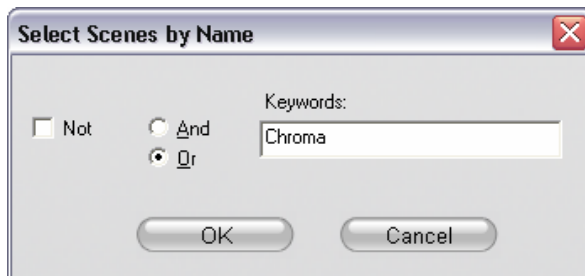 Select Scenes by Name
Keywords:
Not
And
Chroma
Or
OK Cancel